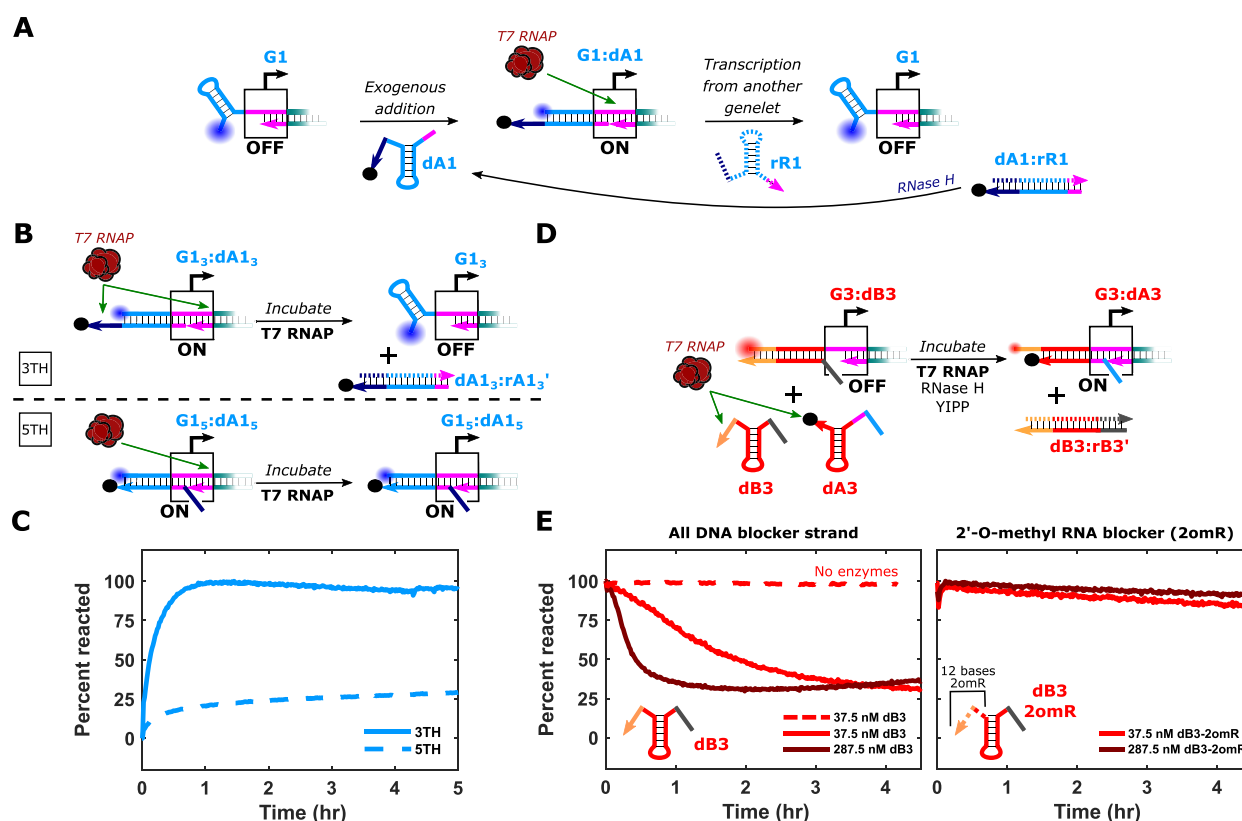 A
T7 RNAP
G1
OFF
Exogenous
addition
dA1
G1:dA1
ON
Transcription
from another
genelet
rR1
G1
OFF
dA1:rR1
RNase H
B
T7 RNAP
G1₃:dA1₃
ON
Incubate
T7 RNAP
G1₃
OFF
+
dA1₃:rA1₃'
3TH
5TH
G1₅:dA1₅
ON
Incubate
T7 RNAP
G1₅:dA1₅
ON
C
Percent reacted
100
75
50
25
0
3TH
5TH
0 1 2 3 4 5
Time (hr)
D
T7 RNAP
G3:dB3
OFF
+
dB3
dA3
Incubate
T7 RNAP
RNase H
YIPP
G3:dA3
ON
+
dB3:rB3'
E
All DNA blocker strand
Percent reacted
100
75
50
25
0
No enzymes
dB3
37.5 nM dB3
37.5 nM dB3
287.5 nM dB3
0 1 2 3 4
Time (hr)
2'-O-methyl RNA blocker (2omR)
12 bases
2omR
dB3
2omR
37.5 nM dB3-2omR
287.5 nM dB3-2omR
0 1 2 3 4
Time (hr)